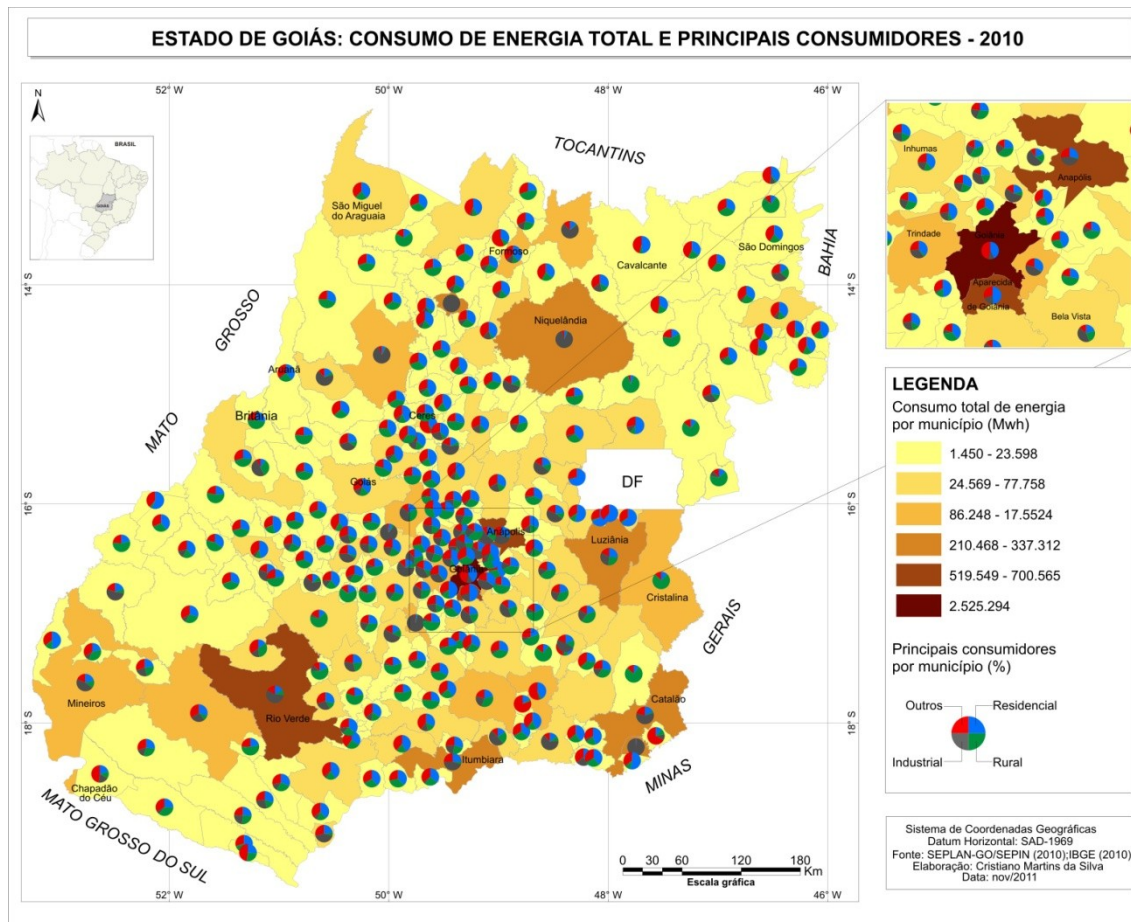 ESTADO DE GOIÁS: CONSUMO DE ENERGIA TOTAL E PRINCIPAIS CONSUMIDORES - 2010
52° W
50° W
48° W
46° W
N
BRASIL
GOIÁS
TOCANTINS
São Miguel
do Araguaia
Formoso
Cavalcante
São Domingos
BAHIA
14° S
14° S
MATO
GROSSO
Niquelândia
Aruanã
Britânia
Ceres
Goiás
DF
16° S
16° S
Anápolis
Goiânia
Luziânia
Cristalina
GERAIS
Mineiros
Rio Verde
Catalão
18° S
18° S
Itumbiara
MINAS
Chapadão
do Céu
MATO GROSSO DO SUL
52° W
50° W
48° W
46° W
0 30 60 120 180
Km
Escala gráfica
Inhumas
Anapólis
Trindade
Goiânia
Aparecida
de Goiânia
Bela Vista
LEGENDA
Consumo total de energia
por município (Mwh)
1.450 - 23.598
24.569 - 77.758
86.248 - 17.5524
210.468 - 337.312
519.549 - 700.565
2.525.294
Principais consumidores
por município (%)
Outros
Residencial
Industrial
Rural
Sistema de Coordenadas Geográficas
Datum Horizontal: SAD-1969
Fonte: SEPLAN-GO/SEPIN (2010);IBGE (2010)
Elaboração: Cristiano Martins da Silva
Data: nov/2011